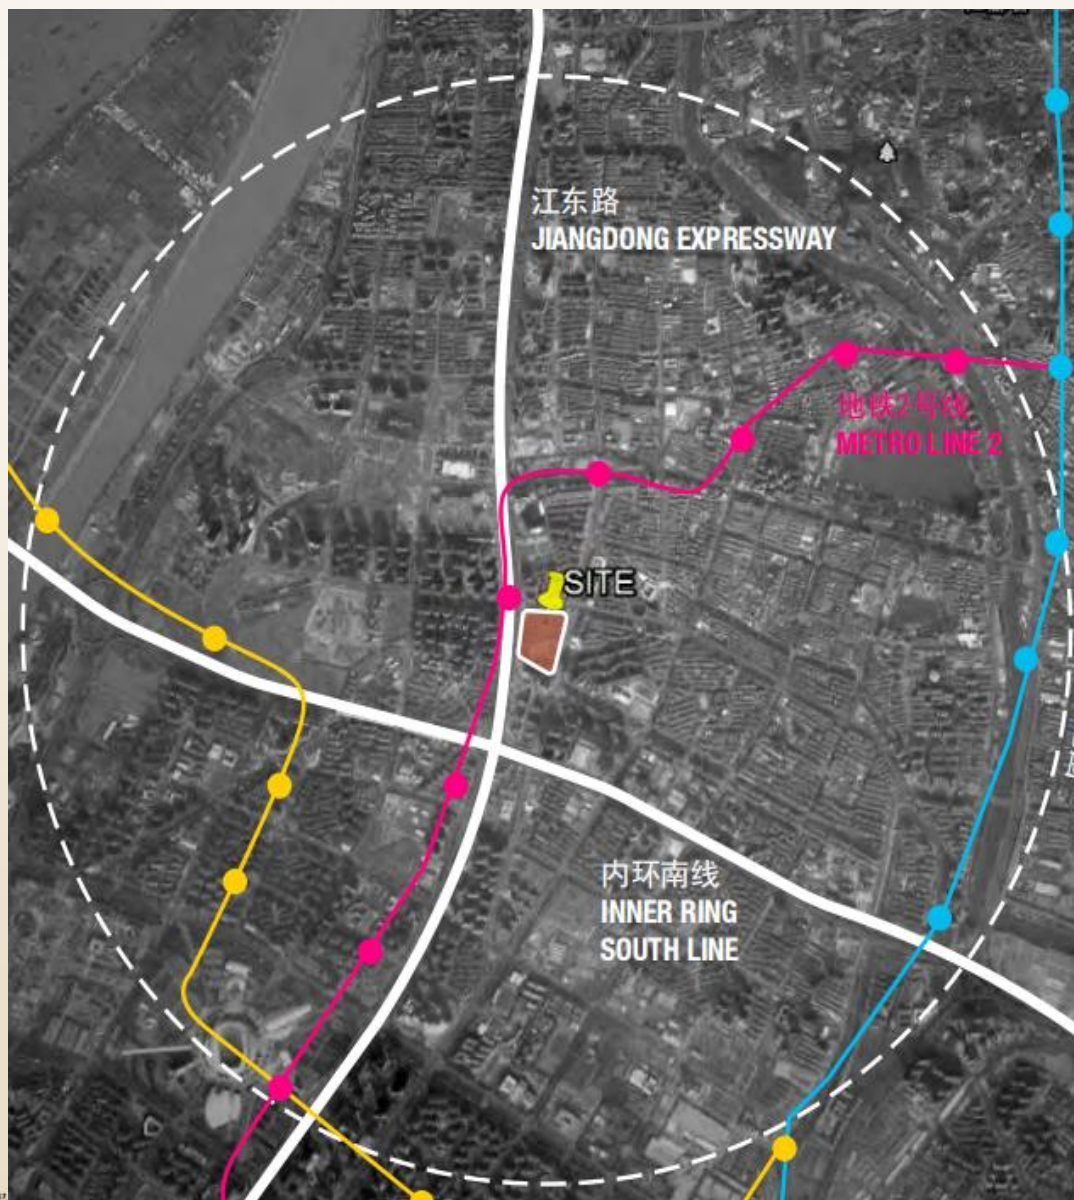 江东路
JIANGDONG EXPRESSWAY
地铁2号线
METRO LINE 2
SITE
内环南线
INNER RING
SOUTH LINE